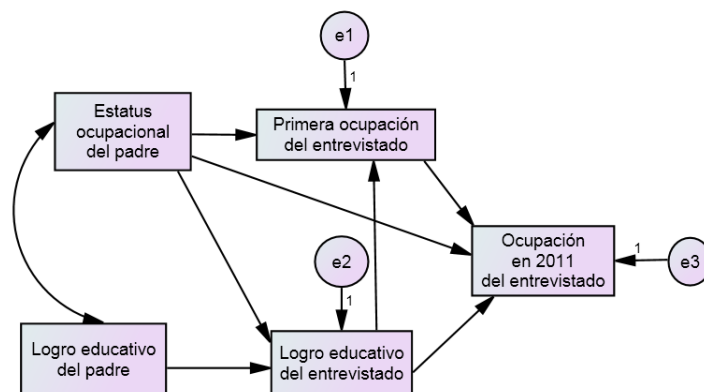 e1
1
Estatus
ocupacional
del padre
Primera ocupación
del entrevistado
Ocupación
en 2011
del entrevistado
1
e3
e2
1
Logro educativo
del padre
Logro educativo
del entrevistado